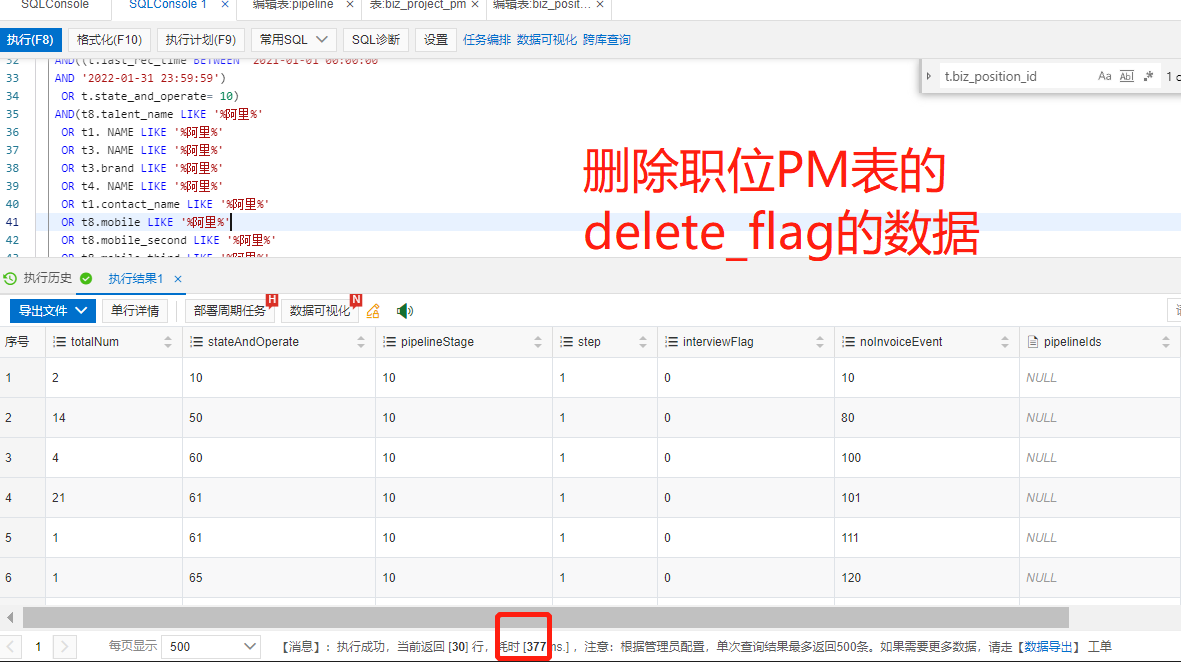 SQLConsole SQLConsole 1 × 编辑表:pipeline × 表:biz_project_pm × 编辑表:biz_posit... ×
执行(F8) 格式化(F10) 执行计划(F9) 常用SQL SQL诊断 设置 任务编排 数据可视化 跨库查询
32 AND((t.last_rec_time BETWEEN '2021-01-01 00:00:00'
33 AND '2022-01-31 23:59:59')
34 OR t.state_and_operate= 10)
35 AND(t8.talent_name LIKE '%阿里%'
36 OR t1. NAME LIKE '%阿里%'
37 OR t3. NAME LIKE '%阿里%'
38 OR t3.brand LIKE '%阿里%'
39 OR t4. NAME LIKE '%阿里%'
40 OR t1.contact_name LIKE '%阿里%'
41 OR t8.mobile LIKE '%阿里%'
42 OR t8.mobile_second LIKE '%阿里%'
43 OR t8.mobile_third LIKE '%阿里%'
t.biz_position_id Aa Abl .* 1
删除职位PM表的
delete_flag的数据
执行历史 执行结果1 ×
导出文件 单行详情 部署周期任务 H 数据可视化 N
序号 totalNum stateAndOperate pipelineStage step interviewFlag noInvoiceEvent pipelineIds
1 2 10 10 1 0 10 NULL
2 14 50 10 1 0 80 NULL
3 4 60 10 1 0 100 NULL
4 21 61 10 1 0 101 NULL
5 1 61 10 1 0 111 NULL
6 1 65 10 1 0 120 NULL
1 每页显示 500 【消息】：执行成功，当前返回 [30] 行，耗时 [377ms.]，注意：根据管理员配置，单次查询结果最多返回500条。如果需要更多数据，请走【数据导出】 工单